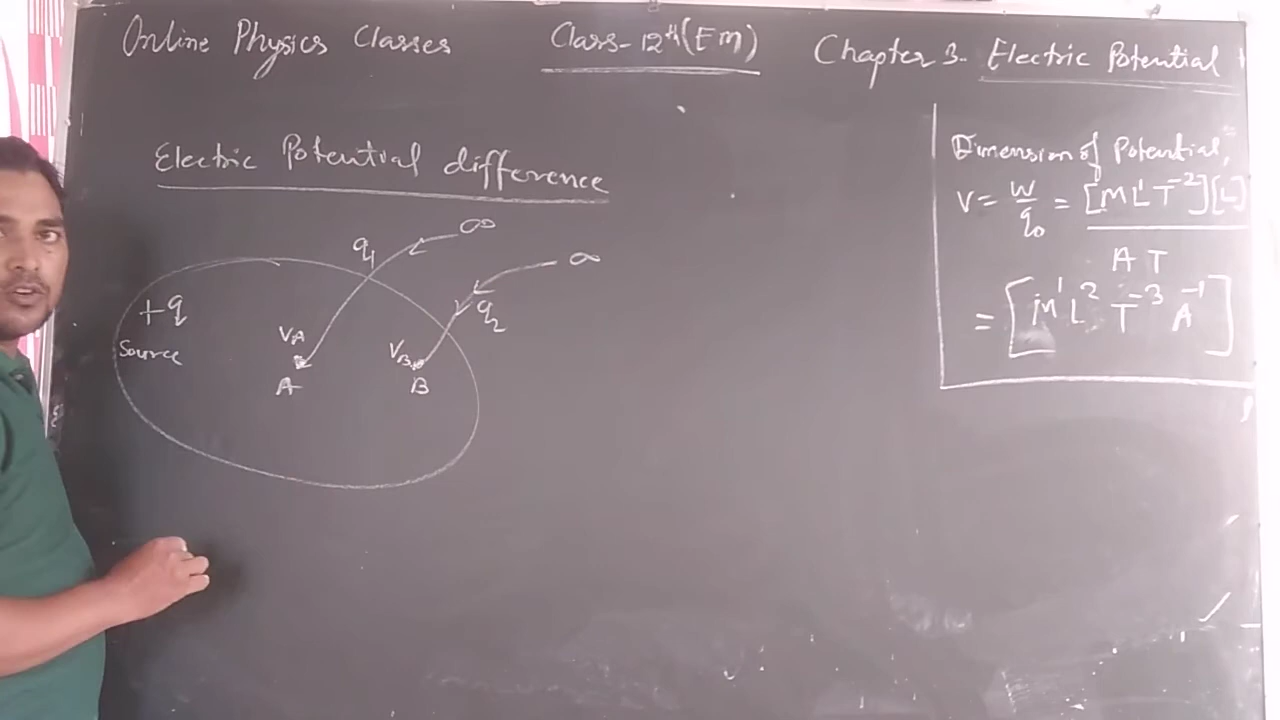 Online Physics Classes Class-12th(EM) Chapter 3. Electric Potential
Electric Potential difference
∞
q1
∞
q2
+q
Source
VA
A
VB
B
Dimension of Potential,
V = W/q0 = [M L¹ T⁻²][L]
A T
= [M¹ L² T⁻³ A⁻¹]